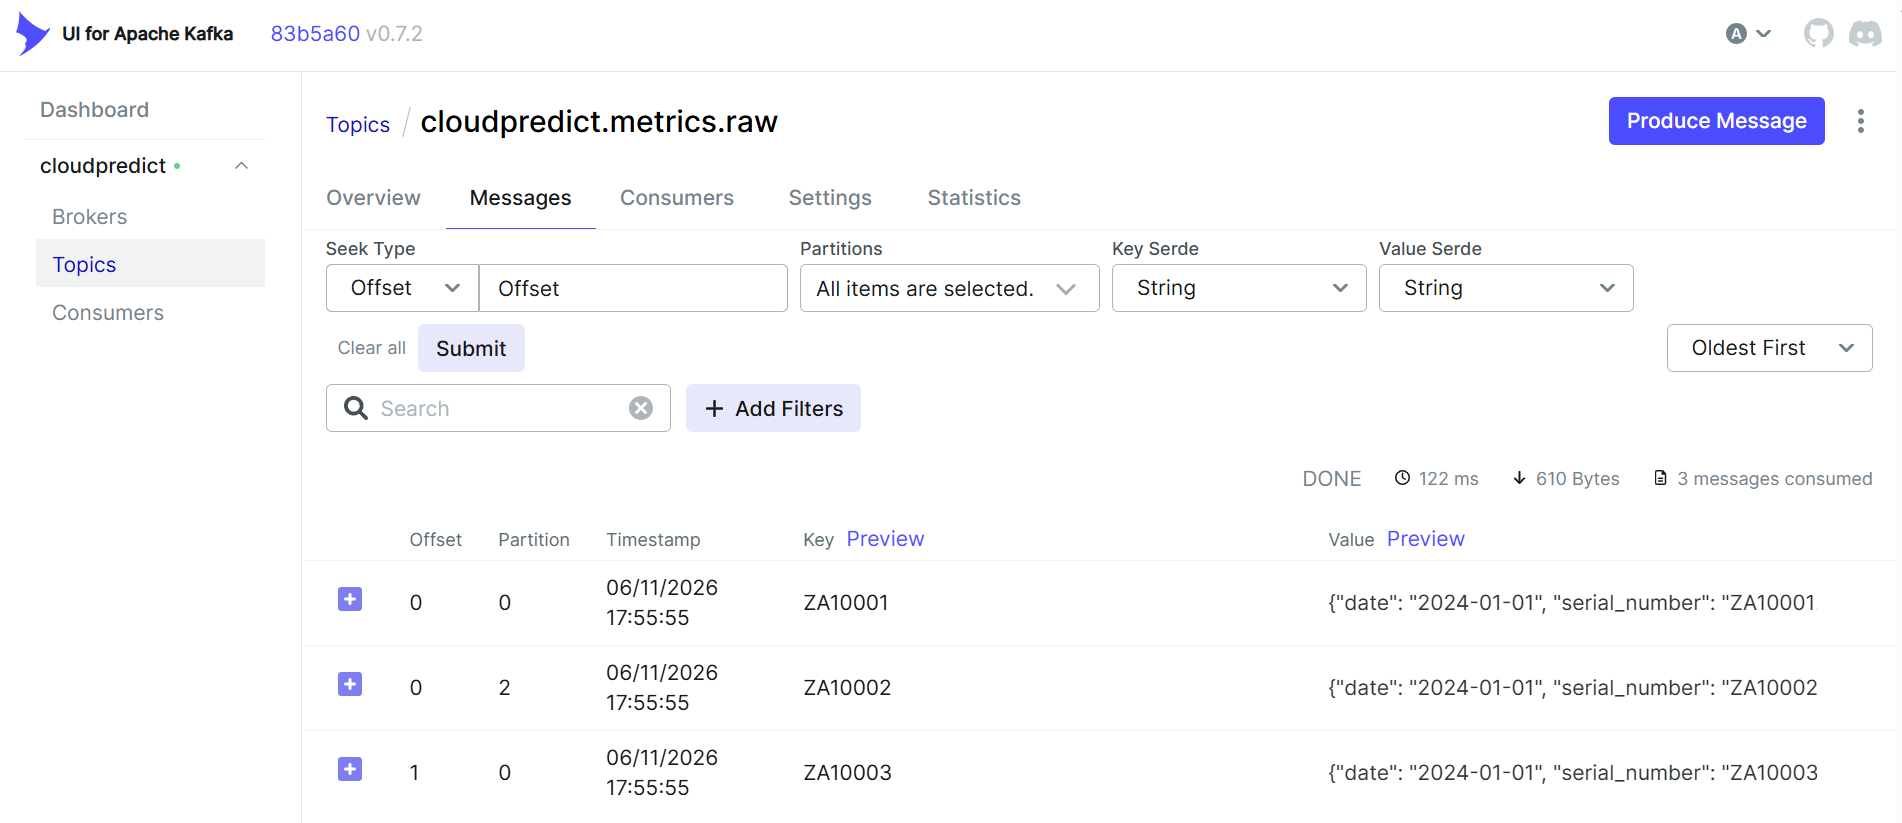 UI for Apache Kafka 83b5a60 v0.7.2 A
Dashboard
cloudpredict
Brokers
Topics
Consumers
Topics / cloudpredict.metrics.raw
Produce Message
Overview Messages Consumers Settings Statistics
Seek Type Partitions Key Serde Value Serde
Offset Offset All items are selected. String String
Clear all Submit Oldest First
Search Add Filters
DONE 122 ms 610 Bytes 3 messages consumed
Offset Partition Timestamp Key Preview Value Preview
0 0 06/11/2026 17:55:55 ZA10001 {"date": "2024-01-01", "serial_number": "ZA10001
0 2 06/11/2026 17:55:55 ZA10002 {"date": "2024-01-01", "serial_number": "ZA10002
1 0 06/11/2026 17:55:55 ZA10003 {"date": "2024-01-01", "serial_number": "ZA10003